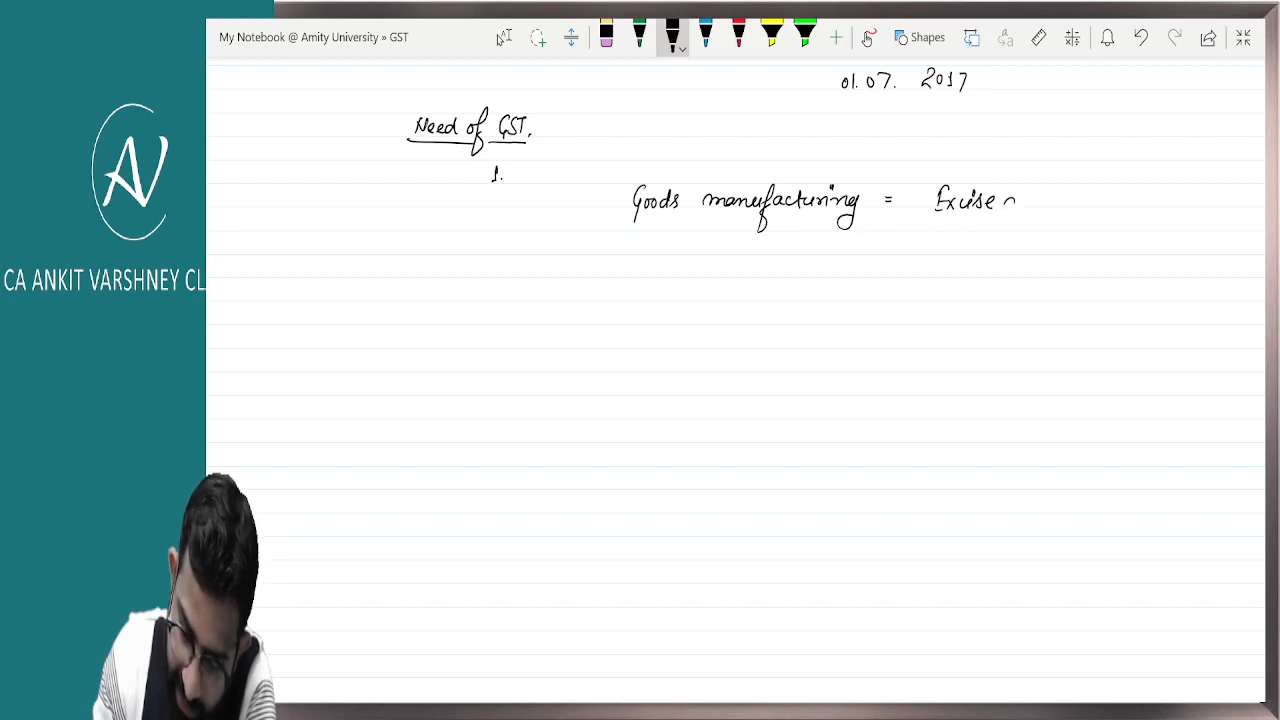 My Notebook @ Amity University » GST
Shapes
01.07. 2017
Need of GST.
1.
Goods manufacturing = Excise
AV
CA ANKIT VARSHNEY CL